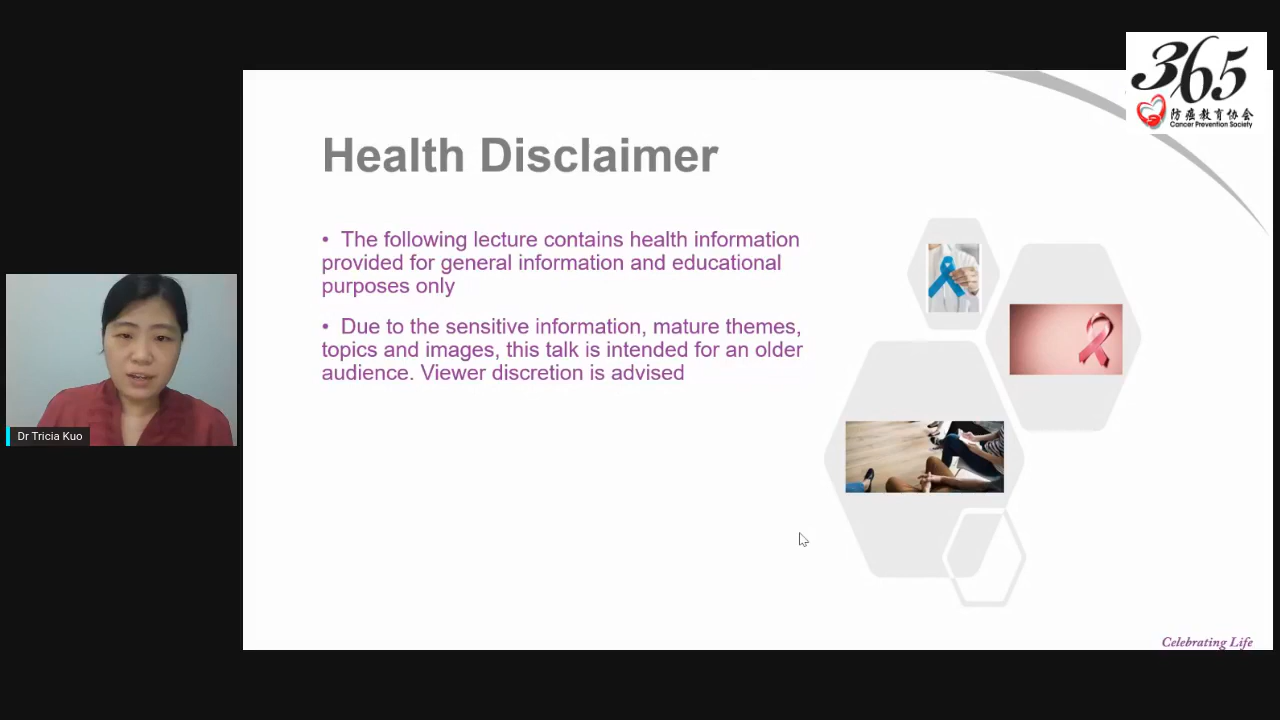 365
防癌教育协会
Cancer Prevention Society
Health Disclaimer
• The following lecture contains health information
provided for general information and educational
purposes only
• Due to the sensitive information, mature themes,
topics and images, this talk is intended for an older
audience. Viewer discretion is advised
Dr Tricia Kuo
Celebrating Life